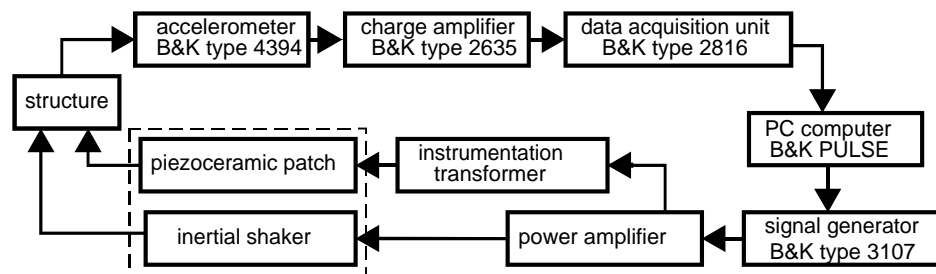 accelerometer
B&K type 4394
charge amplifier
B&K type 2635
data acquisition unit
B&K type 2816
structure
PC computer
B&K PULSE
piezoceramic patch
instrumentation
transformer
inertial shaker
power amplifier
signal generator
B&K type 3107